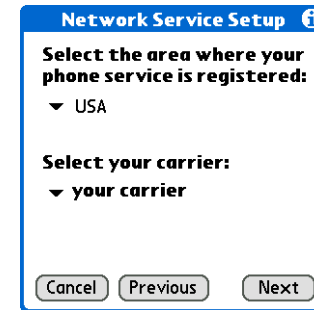 Network Service Setup i
Select the area where your
phone service is registered:
USA
Select your carrier:
your carrier
Cancel Previous Next